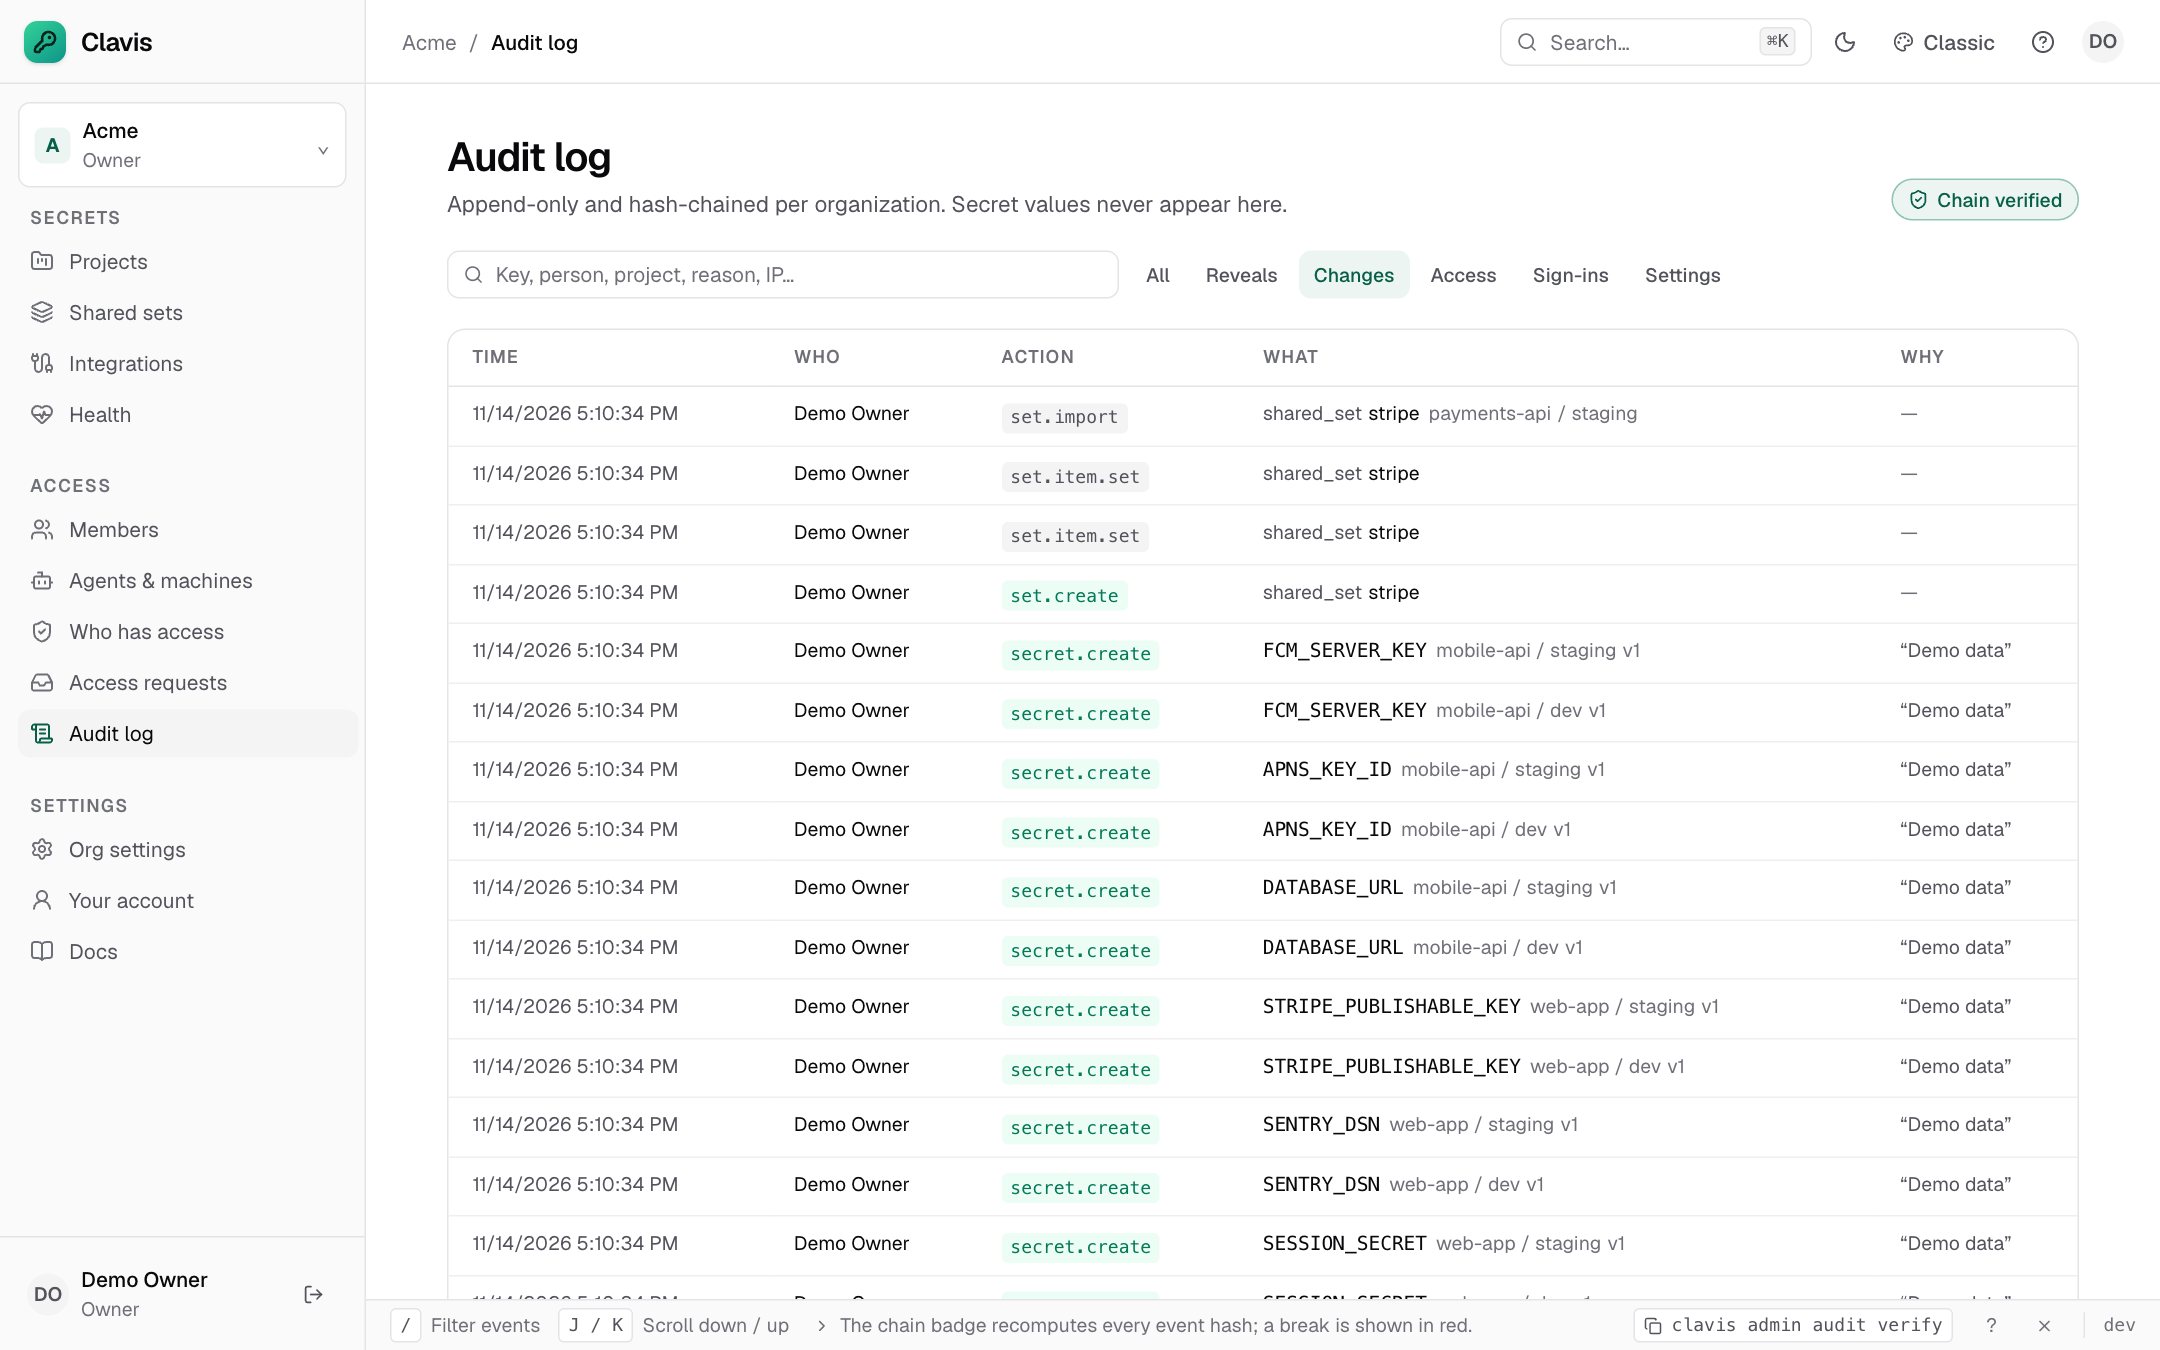 Clavis
Acme / Audit log
Search... ⌘K
Classic
DO
A
Acme
Owner
SECRETS
Projects
Shared sets
Integrations
Health
ACCESS
Members
Agents & machines
Who has access
Access requests
Audit log
SETTINGS
Org settings
Your account
Docs
DO
Demo Owner
Owner
Audit log
Append-only and hash-chained per organization. Secret values never appear here.
Chain verified
Key, person, project, reason, IP...
All Reveals Changes Access Sign-ins Settings
TIME WHO ACTION WHAT WHY
11/14/2026 5:10:34 PM Demo Owner set.import shared_set stripe payments-api / staging —
11/14/2026 5:10:34 PM Demo Owner set.item.set shared_set stripe —
11/14/2026 5:10:34 PM Demo Owner set.item.set shared_set stripe —
11/14/2026 5:10:34 PM Demo Owner set.create shared_set stripe —
11/14/2026 5:10:34 PM Demo Owner secret.create FCM_SERVER_KEY mobile-api / staging v1 “Demo data”
11/14/2026 5:10:34 PM Demo Owner secret.create FCM_SERVER_KEY mobile-api / dev v1 “Demo data”
11/14/2026 5:10:34 PM Demo Owner secret.create APNS_KEY_ID mobile-api / staging v1 “Demo data”
11/14/2026 5:10:34 PM Demo Owner secret.create APNS_KEY_ID mobile-api / dev v1 “Demo data”
11/14/2026 5:10:34 PM Demo Owner secret.create DATABASE_URL mobile-api / staging v1 “Demo data”
11/14/2026 5:10:34 PM Demo Owner secret.create DATABASE_URL mobile-api / dev v1 “Demo data”
11/14/2026 5:10:34 PM Demo Owner secret.create STRIPE_PUBLISHABLE_KEY web-app / staging v1 “Demo data”
11/14/2026 5:10:34 PM Demo Owner secret.create STRIPE_PUBLISHABLE_KEY web-app / dev v1 “Demo data”
11/14/2026 5:10:34 PM Demo Owner secret.create SENTRY_DSN web-app / staging v1 “Demo data”
11/14/2026 5:10:34 PM Demo Owner secret.create SENTRY_DSN web-app / dev v1 “Demo data”
11/14/2026 5:10:34 PM Demo Owner secret.create SESSION_SECRET web-app / staging v1 “Demo data”
/ Filter events J / K Scroll down / up › The chain badge recomputes every event hash; a break is shown in red.
clavis admin audit verify ? × dev